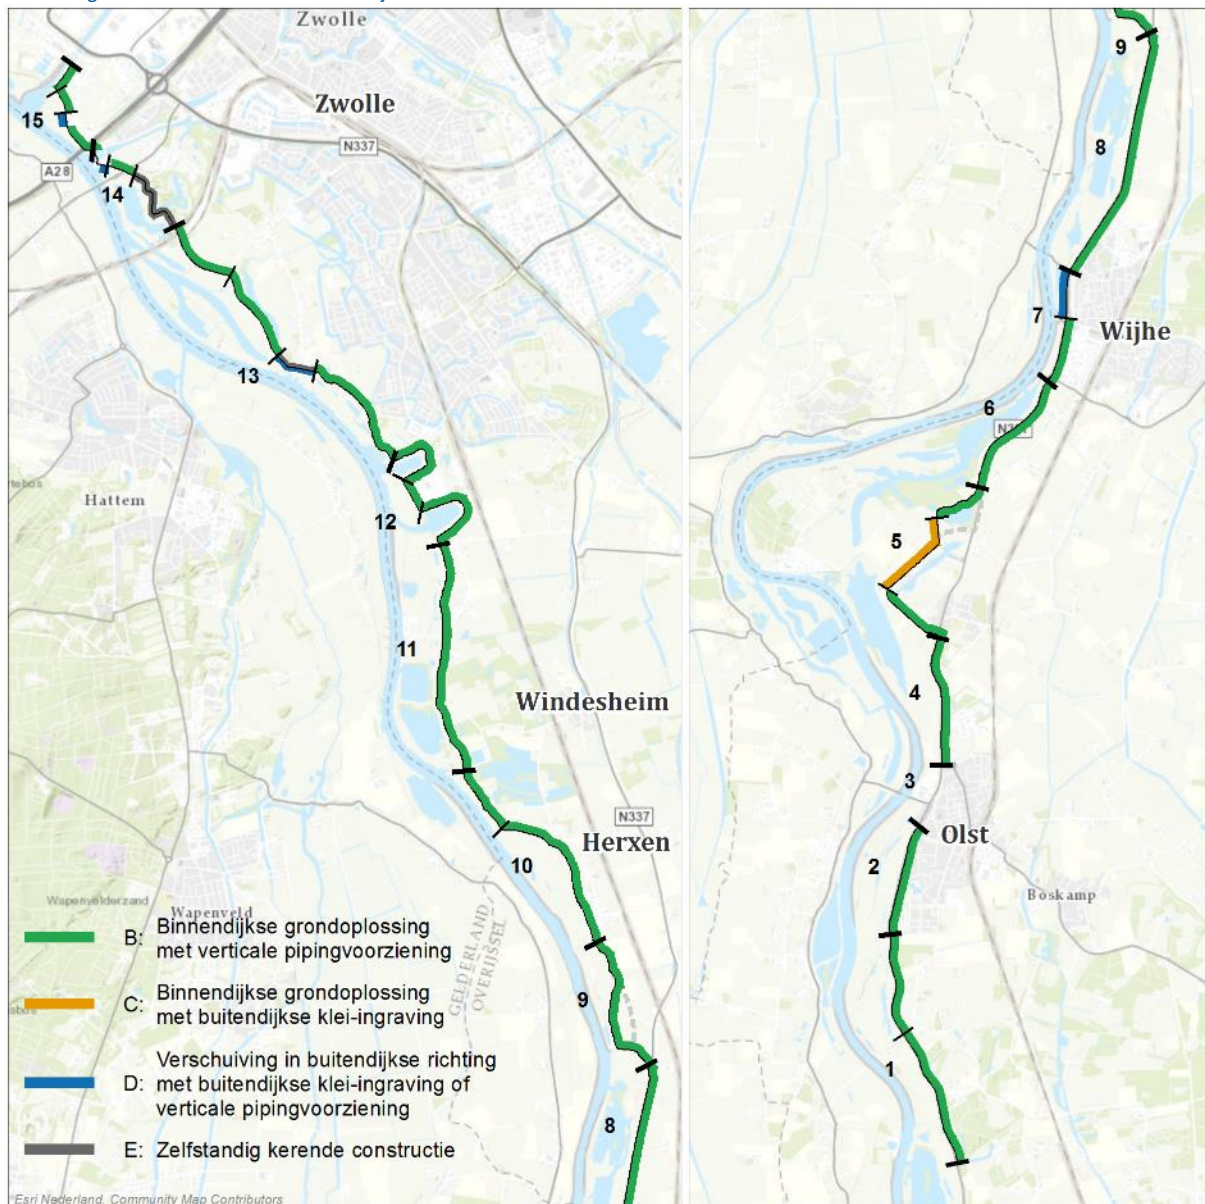 Zwolle
Zwolle
15
N337
A28
14
13
Hattem
12
11
Windesheim
N337
Herxen
10
Wapenvelderzand
Wapenveld
GELDERLAND
OVERIJSSEL
B: Binnendijkse grondoplossing
met verticale pipingvoorziening
9
C: Binnendijkse grondoplossing
met buitendijkse klei-ingraving
D: Verschuiving in buitendijkse richting
met buitendijkse klei-ingraving of
verticale pipingvoorziening
8
E: Zelfstandig kerende constructie
Esri Nederland, Community Map Contributors
9
8
7
Wijhe
6
5
4
3
Olst
2
Boskamp
1